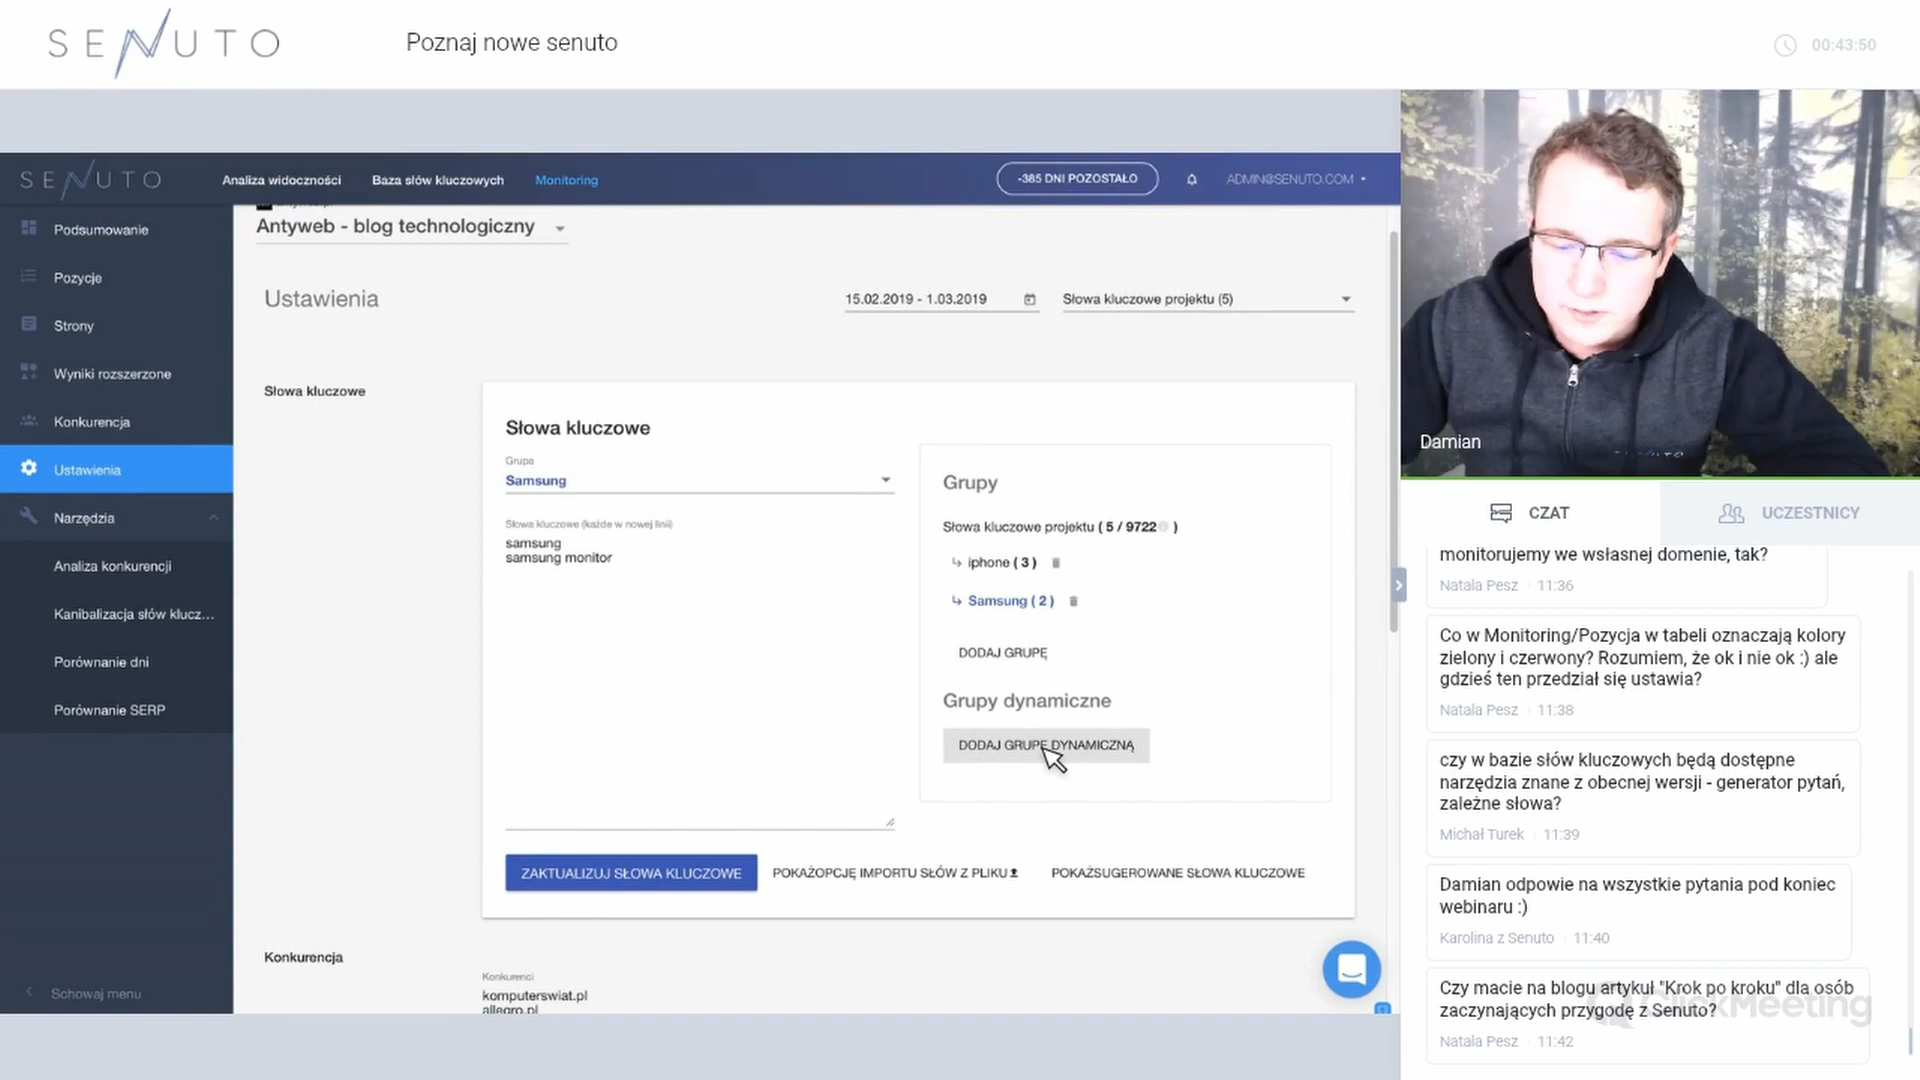 SENUTO
Poznaj nowe senuto
00:43:50
SENUTO
Analiza widoczności
Baza słów kluczowych
Monitoring
-385 DNI POZOSTAŁO
ADMIN@SENUTO.COM
Podsumowanie
Pozycje
Strony
Wyniki rozszerzone
Konkurencja
Ustawienia
Narzędzia
Analiza konkurencji
Kanibalizacja słów klucz...
Porównanie dni
Porównanie SERP
Schowaj menu
Antyweb - blog technologiczny
Ustawienia
15.02.2019 - 1.03.2019
Słowa kluczowe projektu (5)
Słowa kluczowe
Słowa kluczowe
Grupa
Samsung
Słowa kluczowe (każde w nowej linii)
samsung
samsung monitor
Grupy
Słowa kluczowe projektu ( 5 / 9722 )
iphone ( 3 )
Samsung ( 2 )
DODAJ GRUPĘ
Grupy dynamiczne
DODAJ GRUPĘ DYNAMICZNĄ
ZAKTUALIZUJ SŁOWA KLUCZOWE
POKAŻOPCJĘ IMPORTU SŁÓW Z PLIKU
POKAŻSUGEROWANE SŁOWA KLUCZOWE
Konkurencja
Konkurenci
komputerswiat.pl
allegro.pl
Damian
CZAT
UCZESTNICY
monitorujemy we wsłasnej domenie, tak?
Natala Pesz 11:36
Co w Monitoring/Pozycja w tabeli oznaczają kolory
zielony i czerwony? Rozumiem, że ok i nie ok :) ale
gdzieś ten przedział się ustawia?
Natala Pesz 11:38
czy w bazie słów kluczowych będą dostępne
narzędzia znane z obecnej wersji - generator pytań,
zależne słowa?
Michał Turek 11:39
Damian odpowie na wszystkie pytania pod koniec
webinaru :)
Karolina z Senuto 11:40
Czy macie na blogu artykuł "Krok po kroku" dla osób
zaczynających przygodę z Senuto?
Natala Pesz 11:42
ClickMeeting